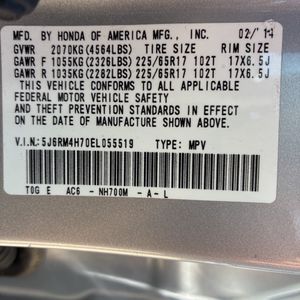 MFD. BY HONDA OF AMERICA MFG., INC. 02/'14
GVWR 2070KG(4564LBS) TIRE SIZE RIM SIZE
GAWR F 1055KG(2326LBS) 225/65R17 102T 17X6.5J
GAWR R 1035KG(2282LBS) 225/65R17 102T 17X6.5J
THIS VEHICLE CONFORMS TO ALL APPLICABLE
FEDERAL MOTOR VEHICLE SAFETY, BUMPER,
AND THEFT PREVENTION STANDARDS IN EFFECT
ON THE DATE OF MANUFACTURE SHOWN ABOVE.
V.I.N: 5J6RM4H70EL055519 TYPE: MPV
T0G E AC6 - NH700M - A - L